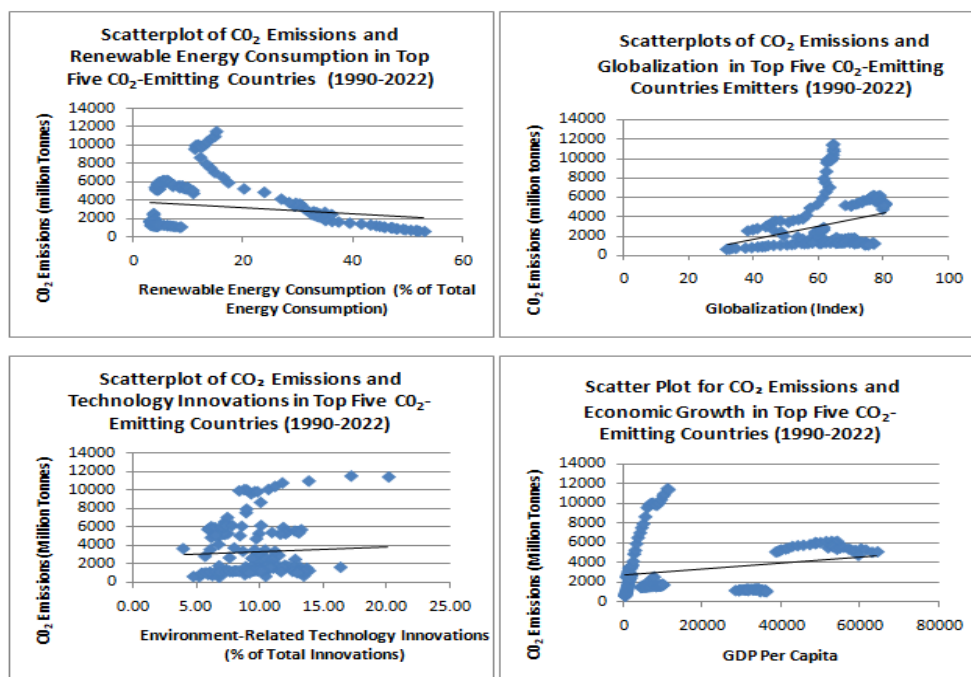 Scatterplot of C0₂ Emissions and
Renewable Energy Consumption in Top
Five C0₂-Emitting Countries (1990-2022)
C0₂ Emissions (million Tonnes)
14000
12000
10000
8000
6000
4000
2000
0
0
20
40
60
Renewable Energy Consumption (% of Total
Energy Consumption)
Scatterplots of CO₂ Emissions and
Globalization in Top Five C0₂-Emitting
Countries Emitters (1990-2022)
C0₂ Emissions (million tonnes)
14000
12000
10000
8000
6000
4000
2000
0
0
20
40
60
80
100
Globalization (Index)
Scatterplot of CO₂ Emissions and
Technology Innovations in Top Five C0₂-
Emitting Countries (1990-2022)
C0₂ Emissions(Million Tonnes)
14000
12000
10000
8000
6000
4000
2000
0
0.00
5.00
10.00
15.00
20.00
25.00
Environment-Related Technology Innovations
(% of Total Innovations)
Scatter Plot for CO₂ Emissions and
Economic Growth in Top Five CO₂-
Emitting Countries (1990-2022)
C0₂ Emissions (Million Tonnes)
14000
12000
10000
8000
6000
4000
2000
0
0
20000
40000
60000
80000
GDP Per Capita